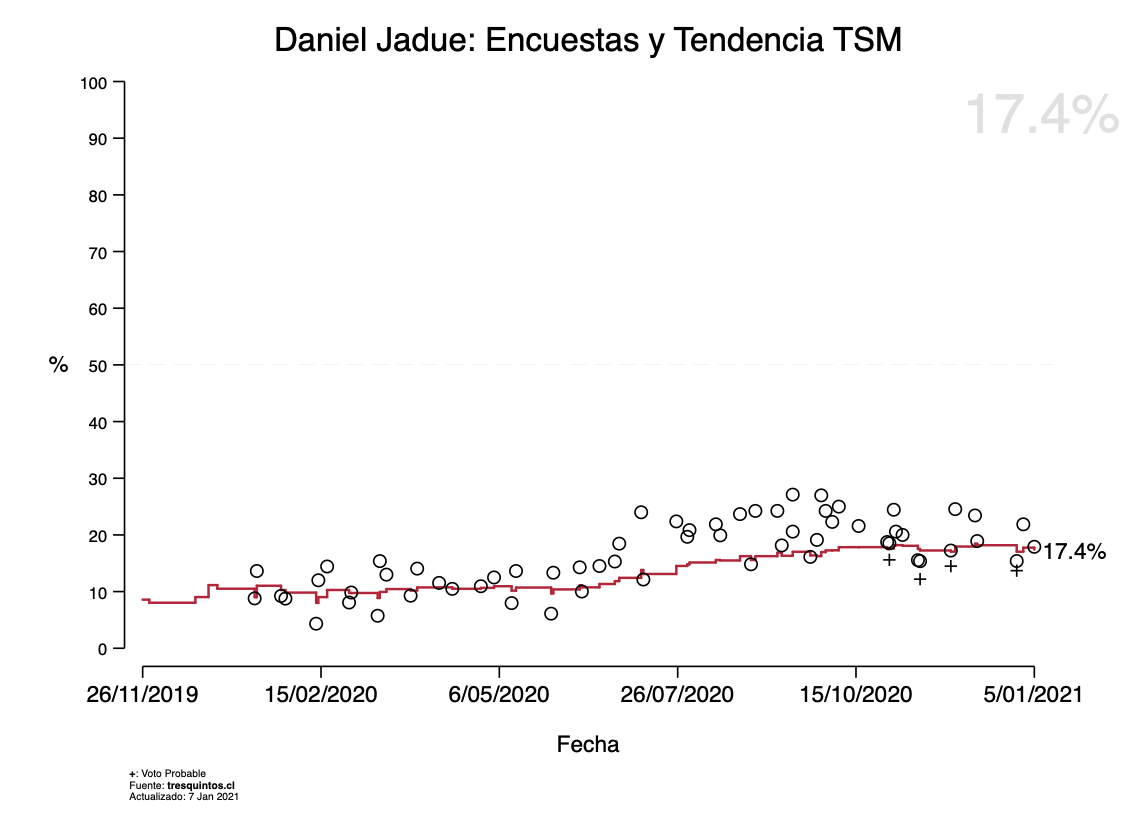 Daniel Jadue: Encuestas y Tendencia TSM
17.4%
100
90
80
70
60
% 50
40
30
20
10
0
17.4%
26/11/2019 15/02/2020 6/05/2020 26/07/2020 15/10/2020 5/01/2021
Fecha
+: Voto Probable
Fuente: tresquintos.cl
Actualizado: 7 Jan 2021